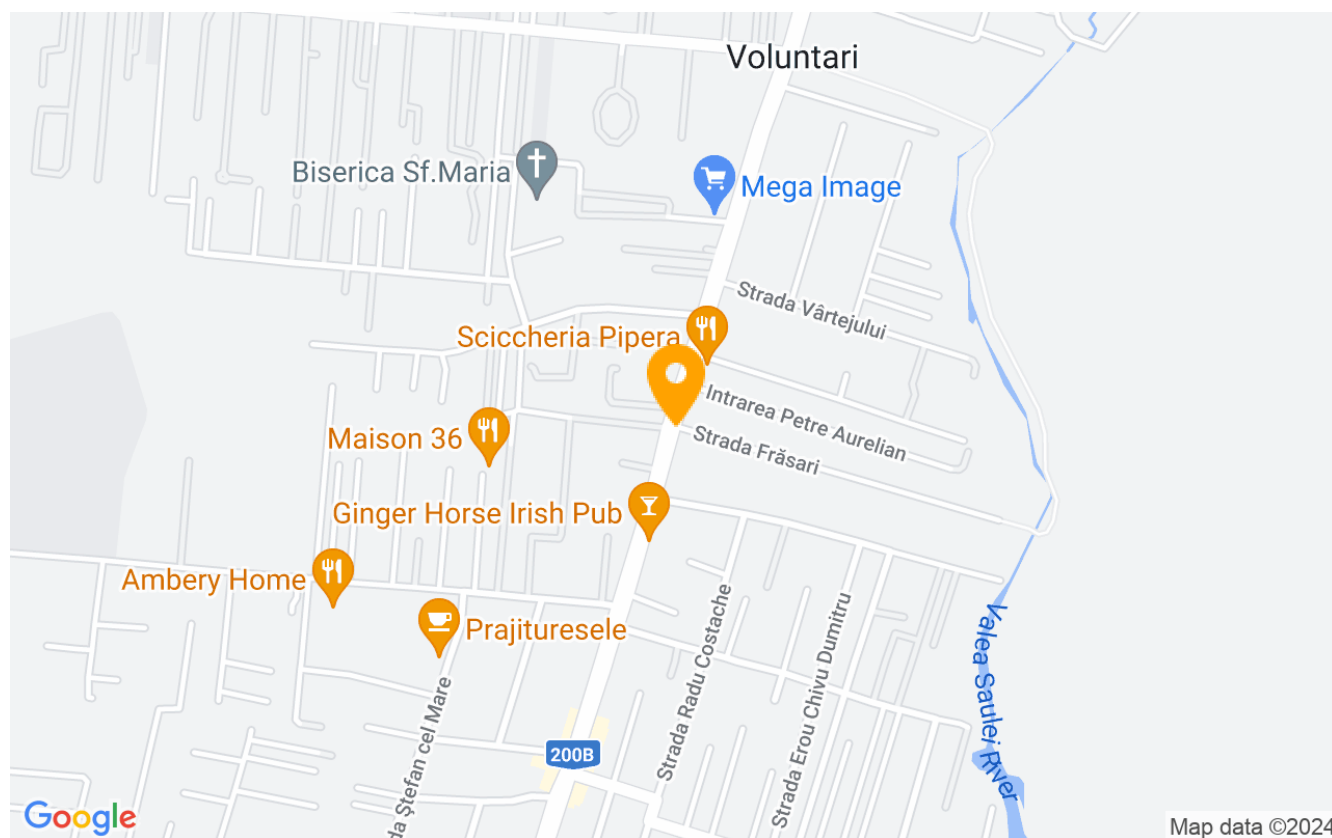 Voluntari
Biserica Sf.Maria
Mega Image
Strada Vârtejului
Sciccheria Pipera
Intrarea Petre Aurelian
Maison 36
Strada Frăsari
Ginger Horse Irish Pub
Ambery Home
Prajituresele
Strada Radu Costache
Strada Erou Chivu Dumitru
Valea Saulei River
da Ștefan cel Mare
200B
Google
Map data ©2024